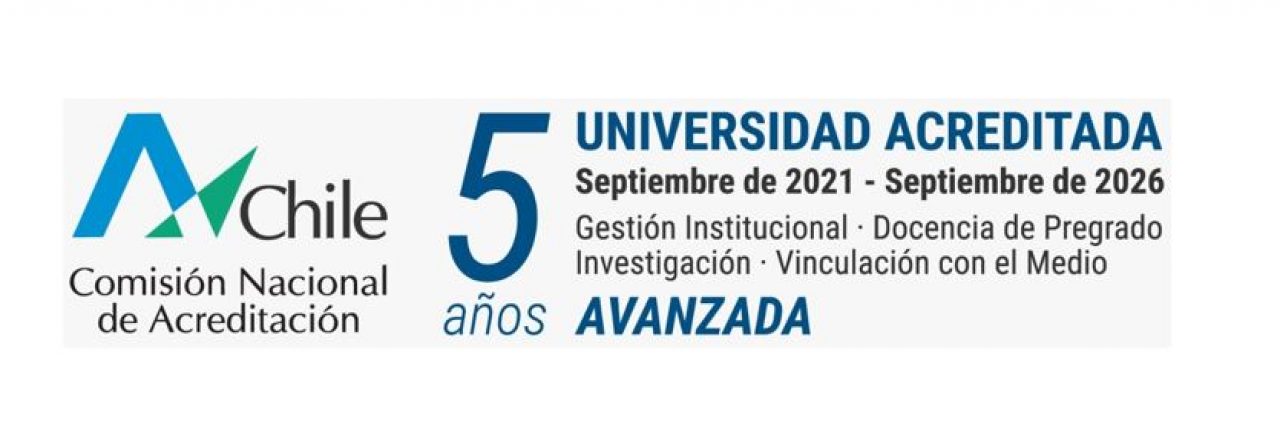 Chile
Comisión Nacional
de Acreditación
5
años
UNIVERSIDAD ACREDITADA
Septiembre de 2021 - Septiembre de 2026
Gestión Institucional · Docencia de Pregrado
Investigación · Vinculación con el Medio
AVANZADA